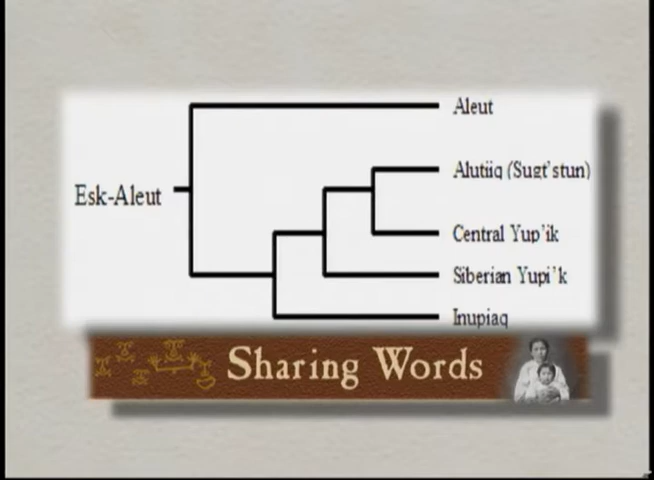 Aleut
Alutiiq (Sugt'stun)
Esk-Aleut
Central Yup'ik
Siberian Yupi'k
Inupiaq
Sharing Words